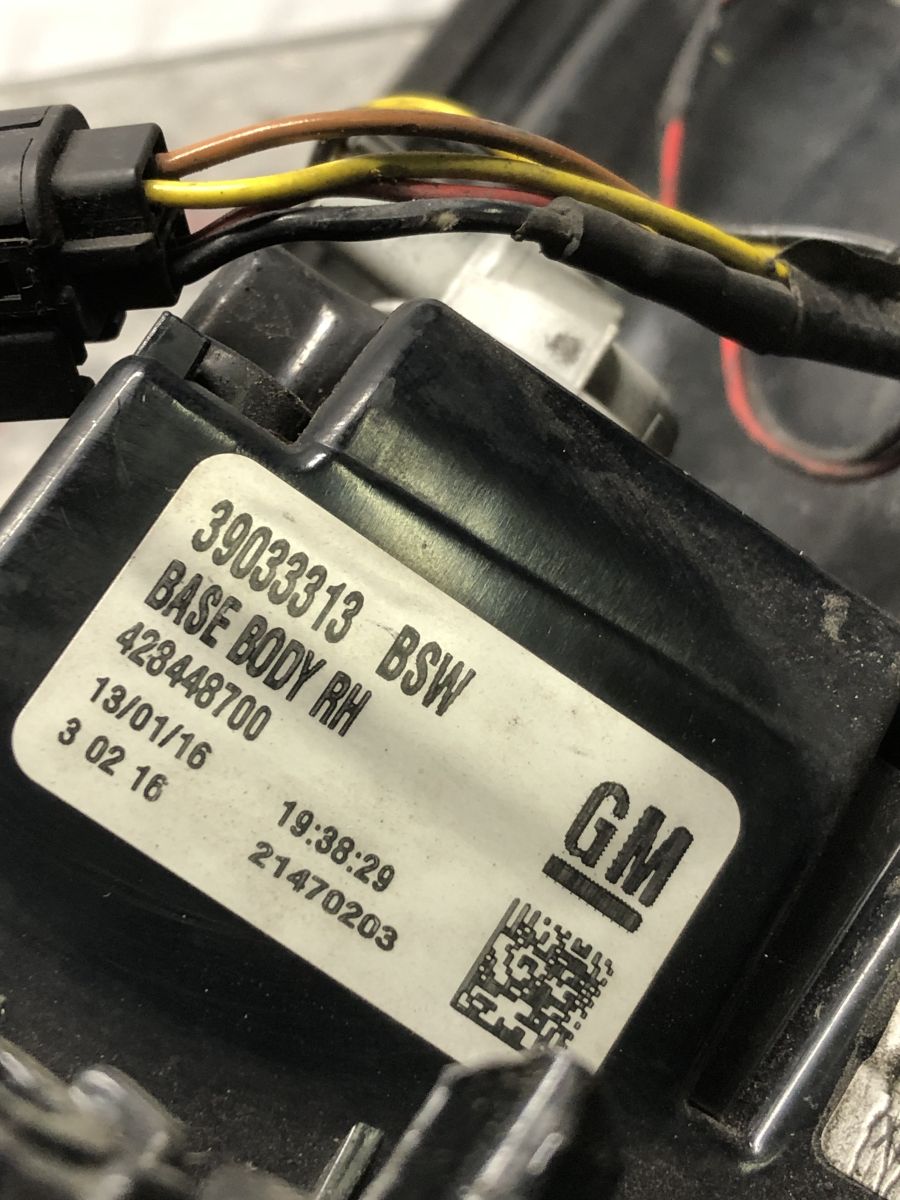 39033313 BSW
BASE BODY RH
428448700
13/01/16 19:38:29
3 02 16 21470203
GM